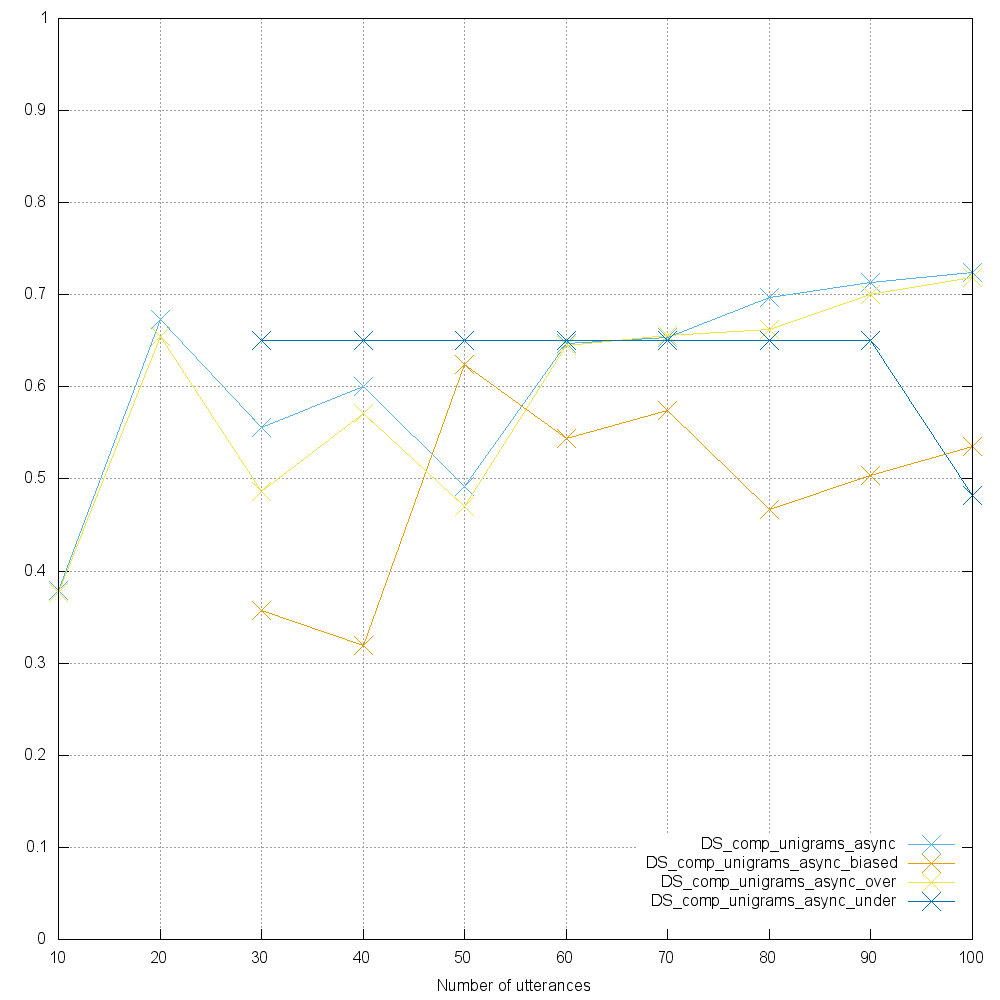 1
0.9
0.8
0.7
0.6
0.5
0.4
0.3
0.2
0.1
0
DS_comp_unigrams_async
DS_comp_unigrams_async_biased
DS_comp_unigrams_async_over
DS_comp_unigrams_async_under
10 20 30 40 50 60 70 80 90 100
Number of utterances